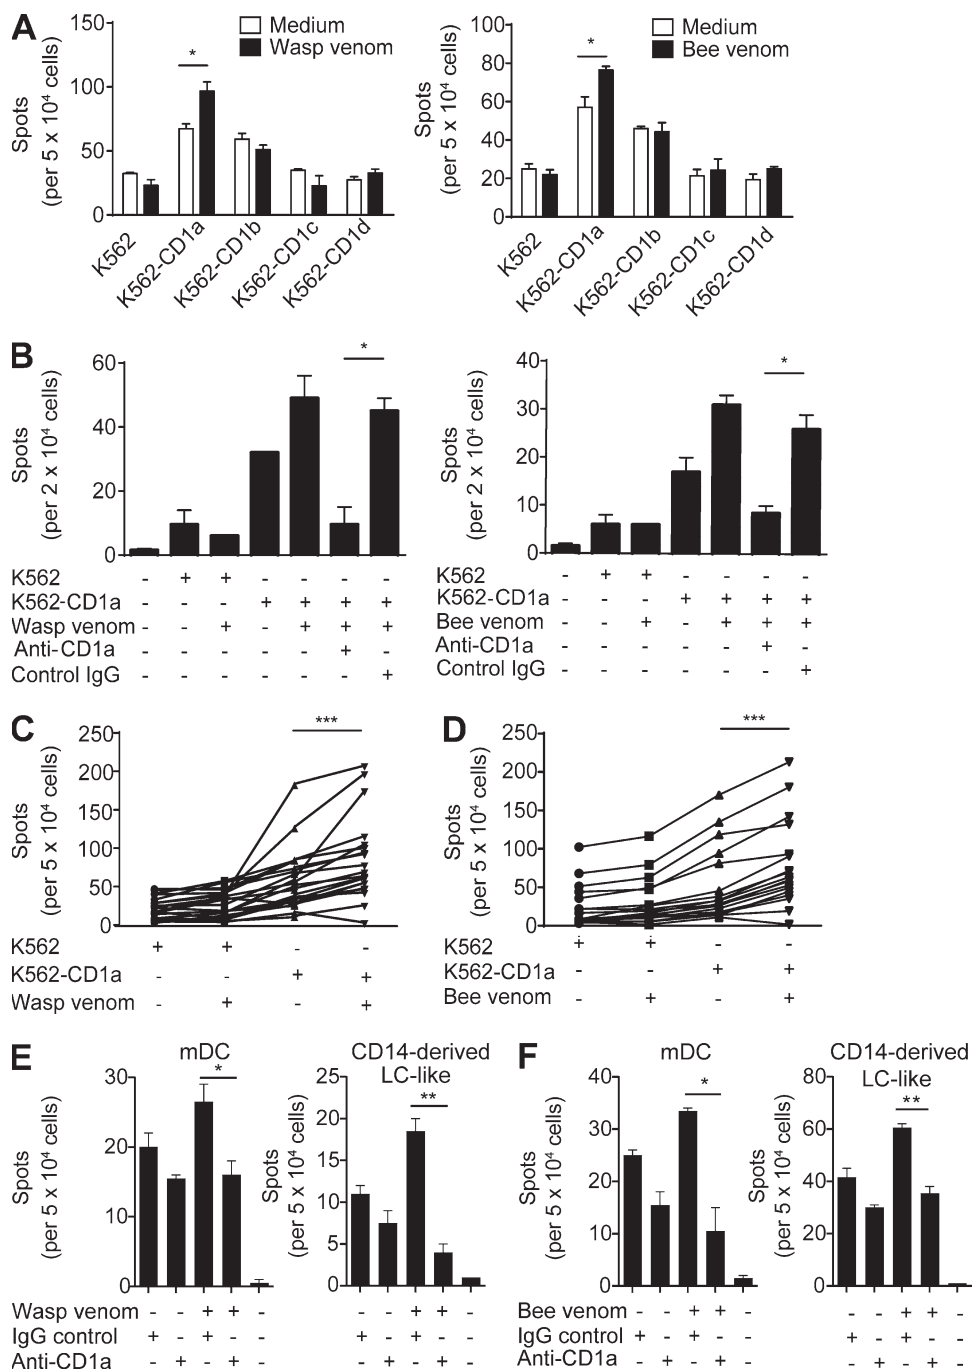 A
Medium
Wasp venom
Spots
(per 5 x 10⁴ cells)
150
100
50
0
*
K562
K562-CD1a
K562-CD1b
K562-CD1c
K562-CD1d
Medium
Bee venom
Spots
(per 5 x 10⁴ cells)
100
80
60
40
20
0
*
K562
K562-CD1a
K562-CD1b
K562-CD1c
K562-CD1d
B
Spots
(per 2 x 10⁴ cells)
60
40
20
0
*
K562 - + + - - - -
K562-CD1a - - - + + + +
Wasp venom - - + - + + +
Anti-CD1a - - - - - + -
Control IgG - - - - - - +
Spots
(per 2 x 10⁴ cells)
40
30
20
10
0
*
K562 - + + - - - -
K562-CD1a - - - + + + +
Bee venom - - + - + + +
Anti-CD1a - - - - - + -
Control IgG - - - - - - +
C
Spots
(per 5 x 10⁴ cells)
250
200
150
100
50
0
***
K562 + + - -
K562-CD1a - - + +
Wasp venom - + - +
D
Spots
(per 5 x 10⁴ cells)
250
200
150
100
50
0
***
K562 + + - -
K562-CD1a - - + +
Bee venom - + - +
E
mDC
Spots
(per 5 x 10⁴ cells)
30
20
10
0
*
CD14-derived
LC-like
Spots
(per 5 x 10⁴ cells)
25
20
15
10
5
0
**
Wasp venom - - + + - - - + + -
IgG control + - + - - + - + - -
Anti-CD1a - + - + - - + - + -
F
mDC
Spots
(per 5 x 10⁴ cells)
40
30
20
10
0
*
CD14-derived
LC-like
Spots
(per 5 x 10⁴ cells)
80
60
40
20
0
**
Bee venom - - + + - - - + + -
IgG control + - + - - + - + - -
Anti-CD1a - + - + - - + - + -